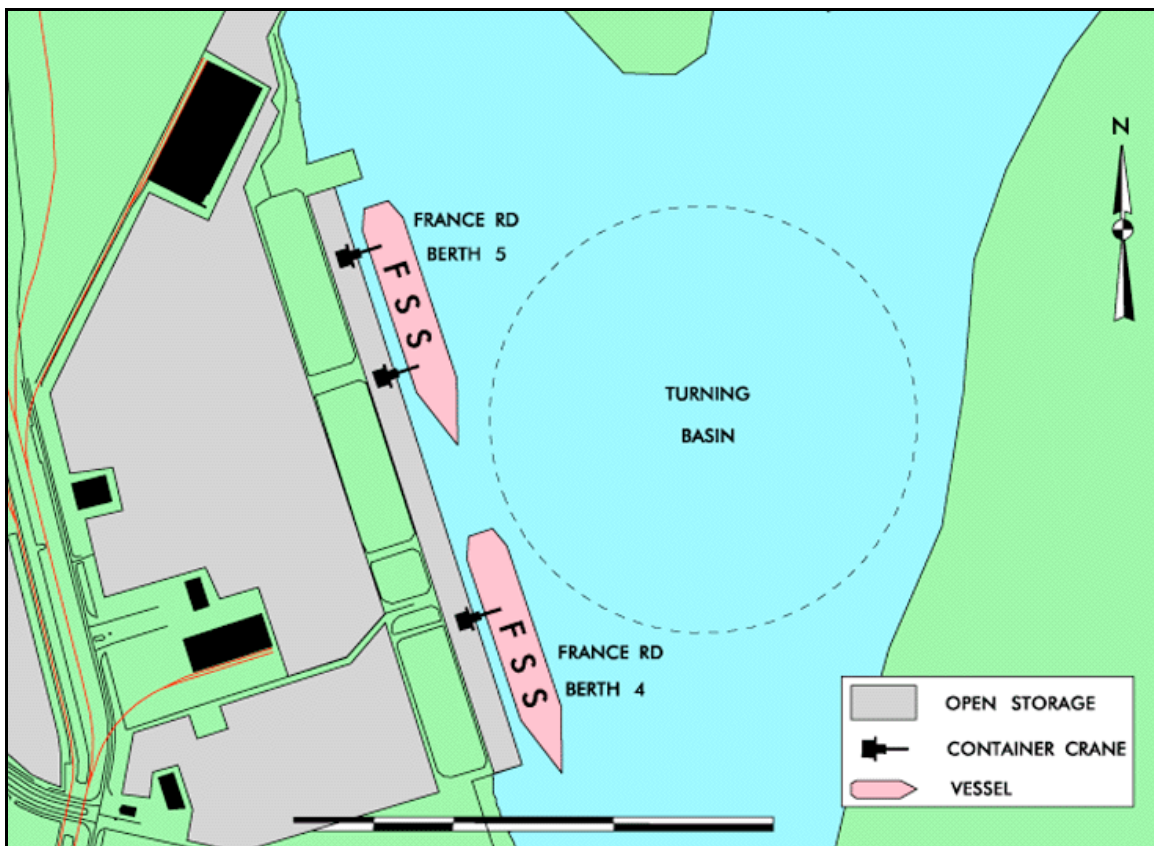 N
FRANCE RD
BERTH 5
F S S
TURNING
BASIN
F S S
FRANCE RD
BERTH 4
OPEN STORAGE
CONTAINER CRANE
VESSEL